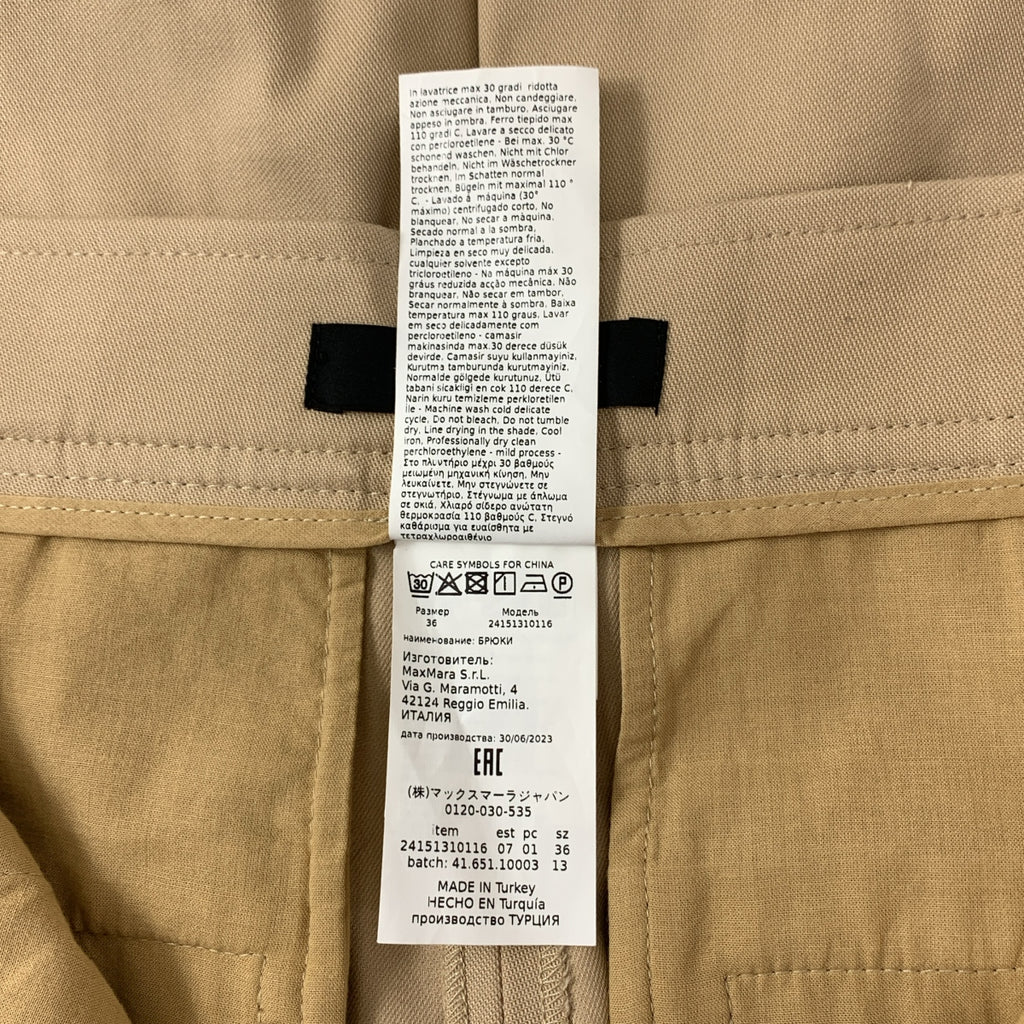 In lavatrice max 30 gradi ridotta
azione meccanica. Non candeggiare.
Non asciugare in tamburo. Asciugare
appeso in ombra. Ferro tiepido max
110 gradi C. Lavare a secco delicato
con percloroetilene - Bei max. 30 °C
schonend waschen. Nicht mit Chlor
behandeln. Nicht im Wäschetrockner
trocknen. Im Schatten normal
trocknen. Bügeln mit maximal 110 °
C. - Lavado á máquina (30°
máximo) centrifugado corto. No
blanquear. No secar a màquina.
Secado normal a la sombra.
Planchado a temperatura fria.
Limpieza en seco muy delicada.
cualquier solvente excepto
tricloroetileno - Na máquina máx 30
gráus reduzida acção mecânica. Não
branquear. Não secar em tambor.
Secar normalmente à sombra. Baixa
temperatura max 110 graus. Lavar
em seco delicadamente com
percloroetileno - camasir
makinasinda max.30 derece düsük
devirde. Camasir suyu kullanmayiniz.
Kurutma tamburunda kurutmayiniz.
Normalde gölgede kurutunuz. Ütü
tabani sicakligi en cok 110 derece C.
Narin kuru temizleme perkloretilen
ile - Machine wash cold delicate
cycle. Do not bleach. Do not tumble
dry. Line drying in the shade. Cool
iron. Professionally dry clean
perchloroethylene - mild process -
Στο πλυντήριο μέχρι 30 βαθμούς
μειωμένη μηχανική κίνηση. Μην
λευκαίνετε. Μην στεγνώνετε σε
στεγνωτήριο. Στέγνωμα με άπλωμα
σε σκιά. Χλιαρό σίδερο ανώτατη
θερμοκρασία 110 βαθμούς C. Στεγνό
καθάρισμα για ευαίσθητα με
τετραχλωροαιθένιο
CARE SYMBOLS FOR CHINA
30 P
Размер Модель
36 24151310116
наименование: БРЮКИ
Изготовитель:
MaxMara S.r.L.
Via G. Maramotti, 4
42124 Reggio Emilia.
ИТАЛИЯ
дата производства: 30/06/2023
EAC
(株)マックスマーラジャパン
0120-030-535
item est pc sz
24151310116 07 01 36
batch: 41.651.10003 13
MADE IN Turkey
HECHO EN Turquía
производство ТУРЦИЯ